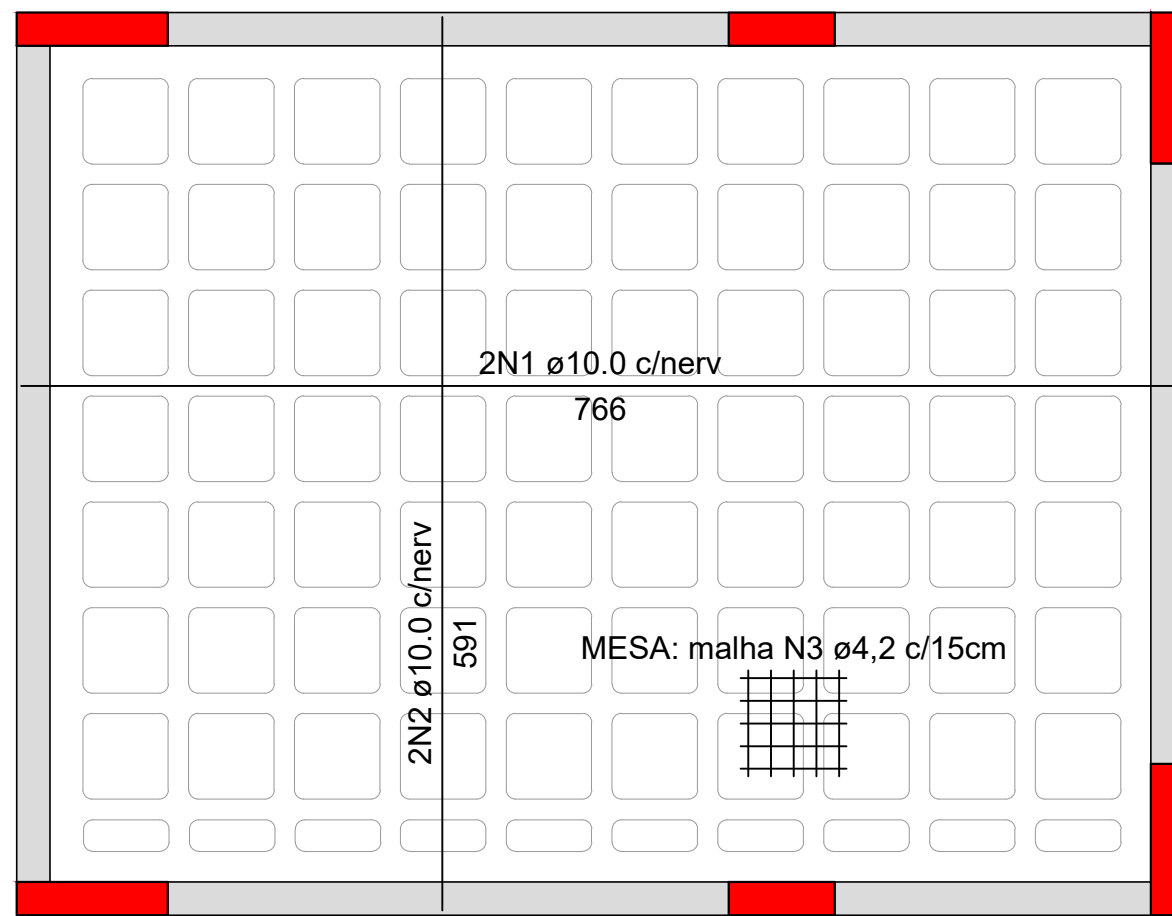 2N1 ø10.0 c/nerv
766
2N2 ø10.0 c/nerv
591
MESA: malha N3 ø4,2 c/15cm